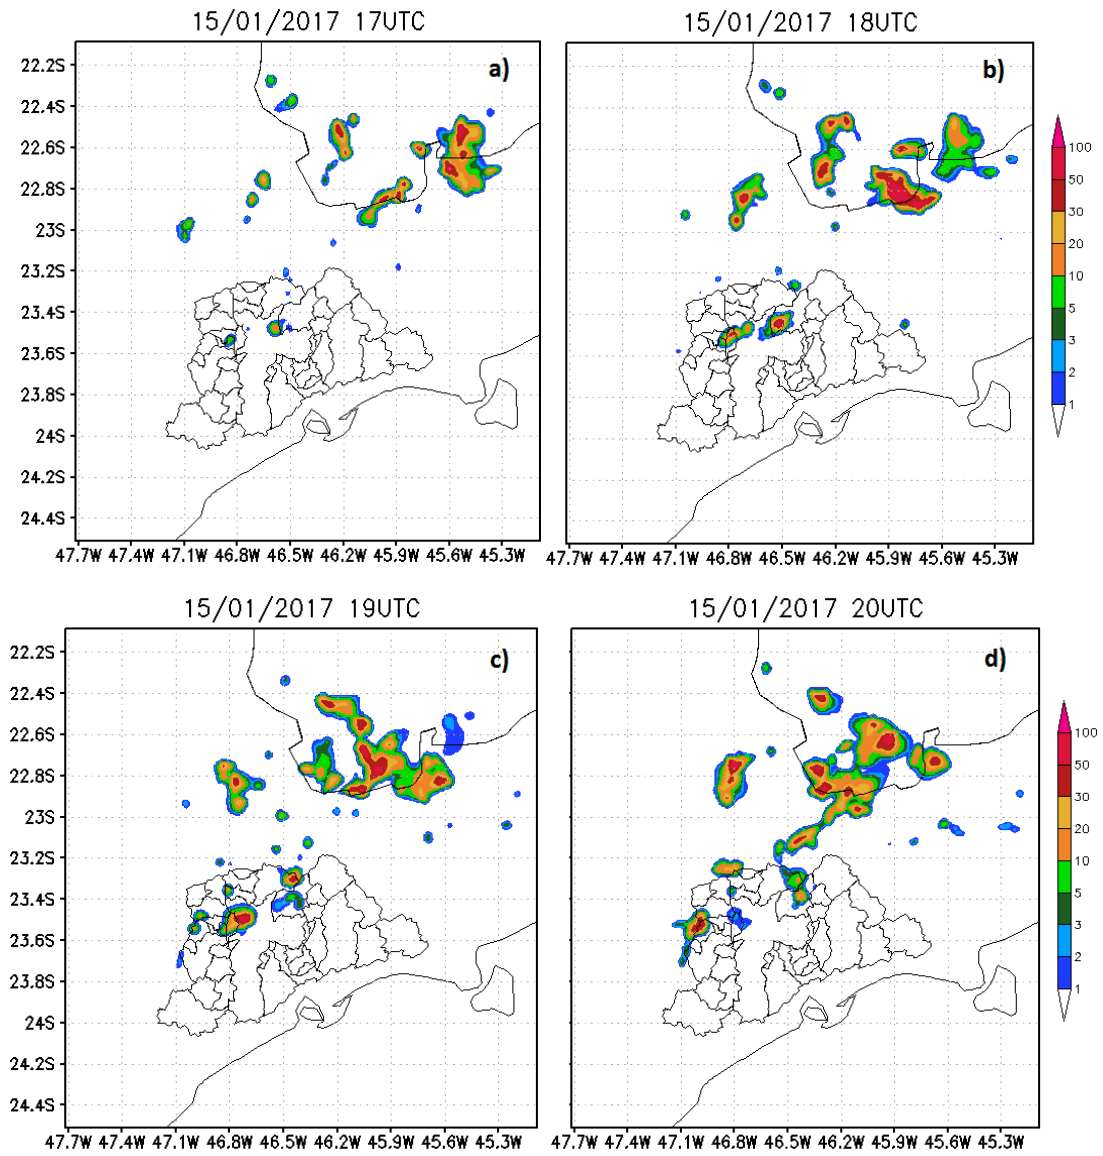 15/01/2017 17UTC
15/01/2017 18UTC
a)
b)
22.2S
22.4S
22.6S
22.8S
23S
23.2S
23.4S
23.6S
23.8S
24S
24.2S
24.4S
100
50
30
20
10
5
3
2
1
47.7W 47.4W 47.1W 46.8W 46.5W 46.2W 45.9W 45.6W 45.3W
47.7W 47.4W 47.1W 46.8W 46.5W 46.2W 45.9W 45.6W 45.3W
15/01/2017 19UTC
15/01/2017 20UTC
c)
d)
22.2S
22.4S
22.6S
22.8S
23S
23.2S
23.4S
23.6S
23.8S
24S
24.2S
24.4S
100
50
30
20
10
5
3
2
1
47.7W 47.4W 47.1W 46.8W 46.5W 46.2W 45.9W 45.6W 45.3W
47.7W 47.4W 47.1W 46.8W 46.5W 46.2W 45.9W 45.6W 45.3W